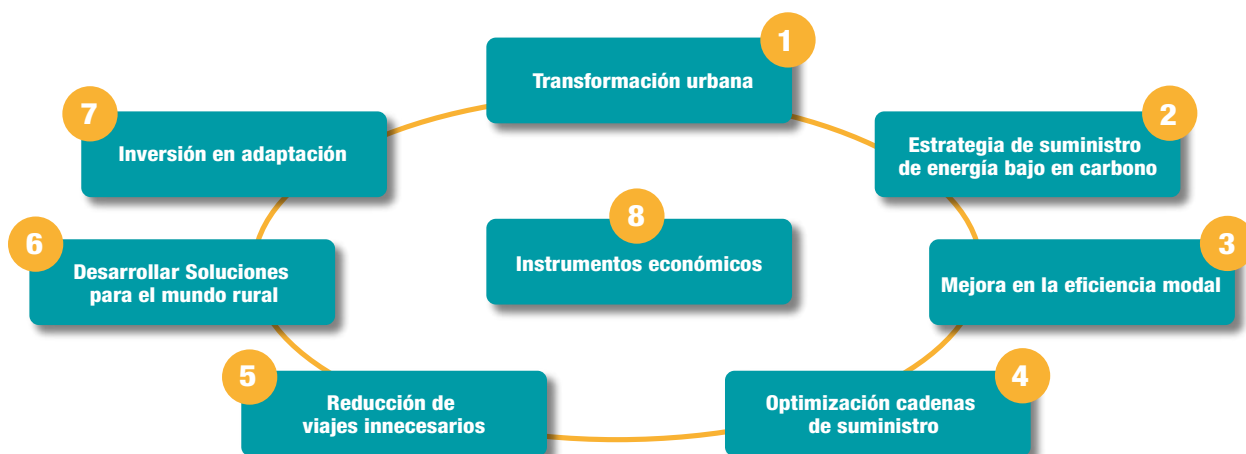 1
Transformación urbana
2
Estrategia de suministro
de energía bajo en carbono
3
Mejora en la eficiencia modal
4
Optimización cadenas
de suministro
5
Reducción de
viajes innecesarios
6
Desarrollar Soluciones
para el mundo rural
7
Inversión en adaptación
8
Instrumentos económicos